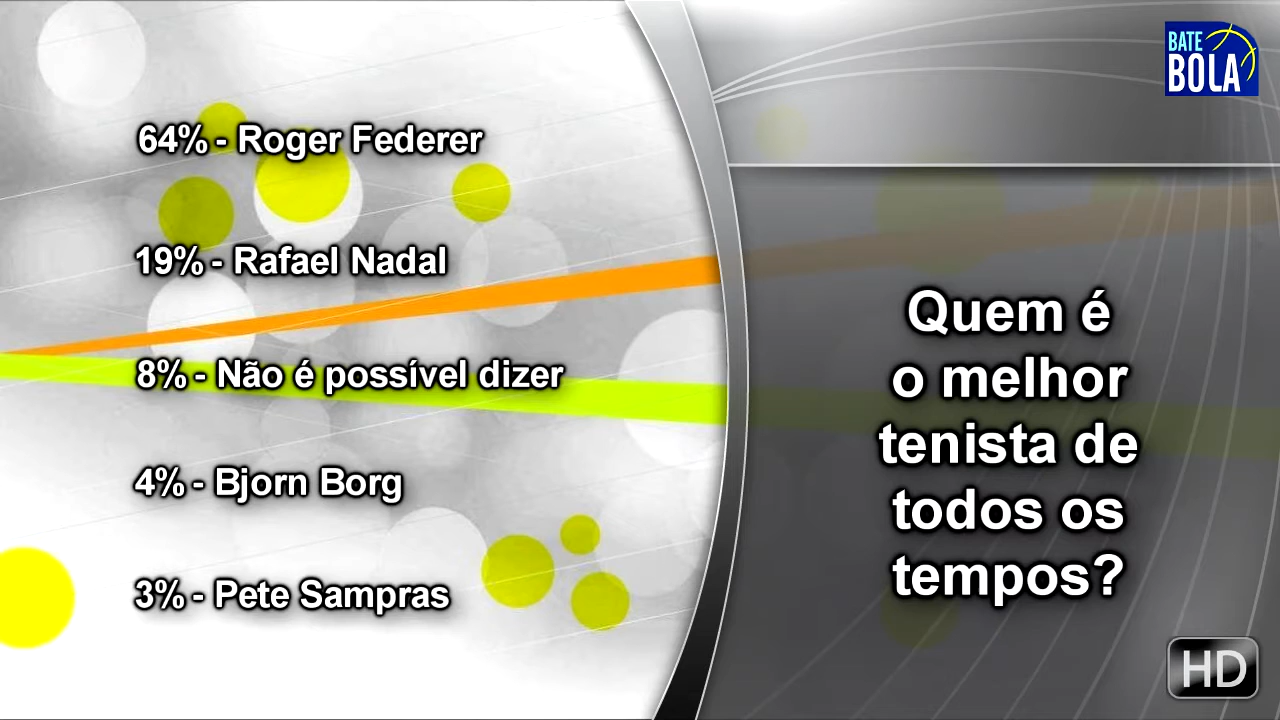 BATE
BOLA
64% - Roger Federer
19% - Rafael Nadal
8% - Não é possível dizer
4% - Bjorn Borg
3% - Pete Sampras
Quem é
o melhor
tenista de
todos os
tempos?
HD